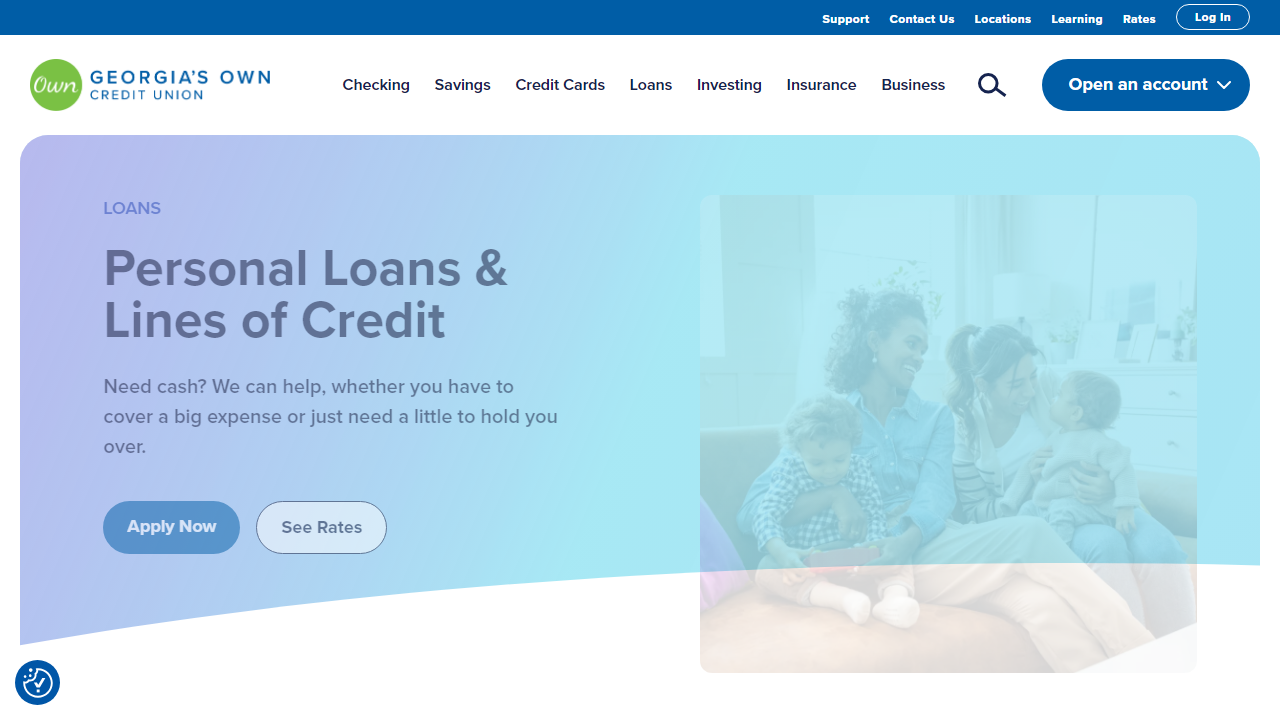 Support Contact Us Locations Learning Rates Log In
Own GEORGIA'S OWN
CREDIT UNION
Checking Savings Credit Cards Loans Investing Insurance Business Open an account
LOANS
Personal Loans &
Lines of Credit
Need cash? We can help, whether you have to
cover a big expense or just need a little to hold you
over.
Apply Now See Rates